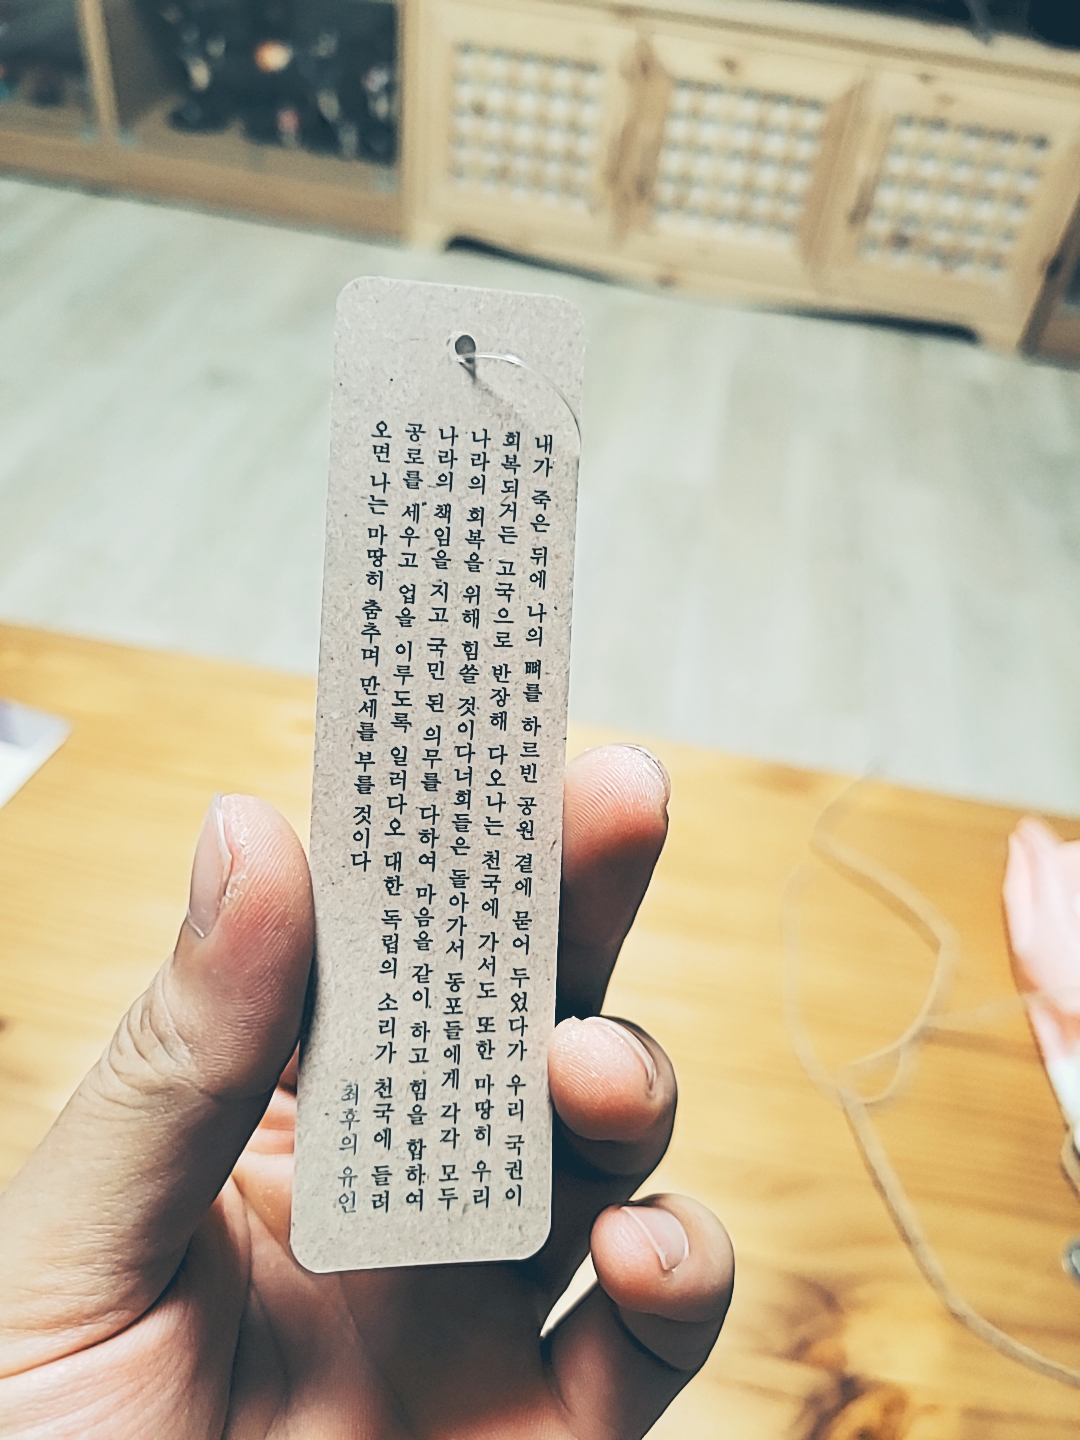 내가 죽은 뒤에 나의 뼈를 하르빈 공원 곁에 묻어 두었다가 우리 국권이
회복되거든 고국으로 반장해 다오나는 천국에 가서도 또한 마땅히 우리
나라의 회복을 위해 힘쓸 것이다너희들은 돌아가서 동포들에게 각각 모두
나라의 책임을 지고 국민 된 의무를 다하여 마음을 같이 하고 힘을 합하여
공로를 세우고 업을 이루도록 일러다오 대한 독립의 소리가 천국에 들려
오면 나는 마땅히 춤추며 만세를 부를 것이다
최후의 유인